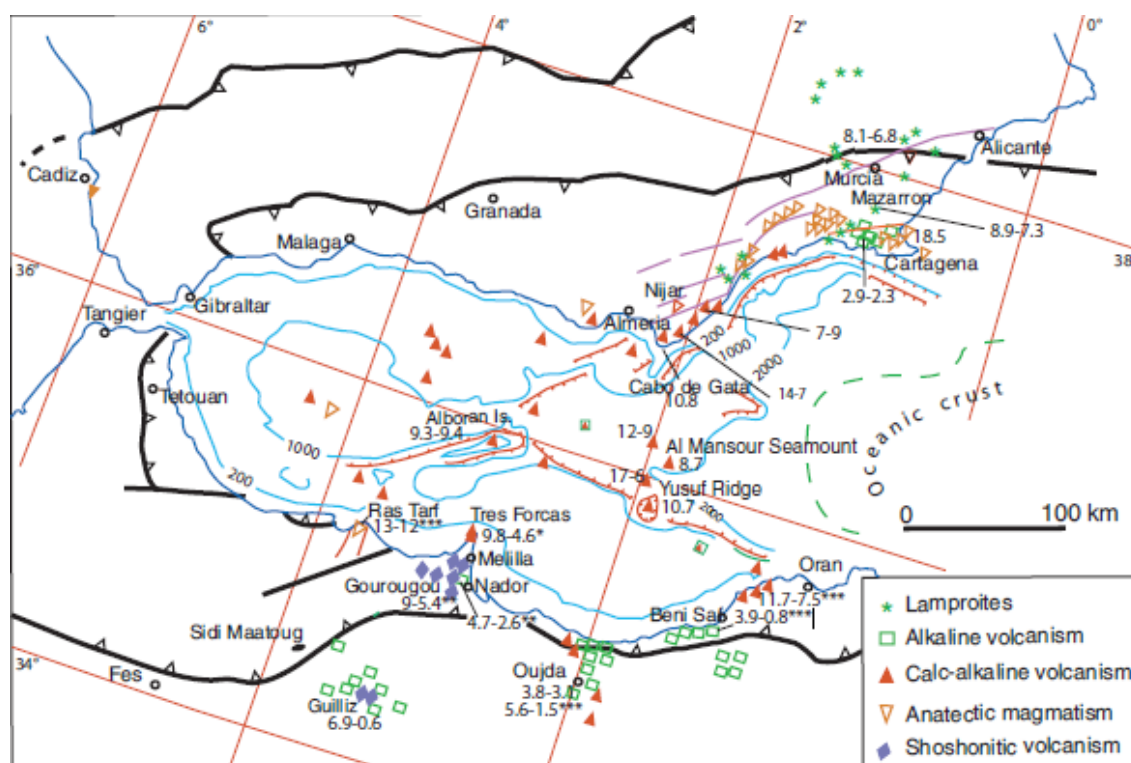 6°
4°
2°
0°
8.1-6.8
Alicante
Cadiz
Murcia
Mazarron
Granada
8.9-7.3
18.5
Malaga
Cartagena
38
36°
2.9-2.3
Gibraltar
Nijar
Tangier
Almeria
7-9
200
1000
2000
Cabo de Gata
10.8
14-7
Tetouan
Oceanic crust
Alboran Is.
9.3-9.4
12-9
1000
Al Mansour Seamount
8.7
200
Yusuf Ridge
10.7
2000
0 100 km
Ras Tarf
13-12***
Tres Forcas
9.8-4.6*
Melilla
Oran
Gourougou
Nador
9-5.4**
11.7-7.5***
4.7-2.6**
3.9-0.8***
Sidi Maatoug
34°
Fes
Oujda
3.8-3.1
5.6-1.5***
Guilliz
6.9-0.6
Lamproites
Alkaline volcanism
Calc-alkaline volcanism
Anatectic magmatism
Shoshonitic volcanism